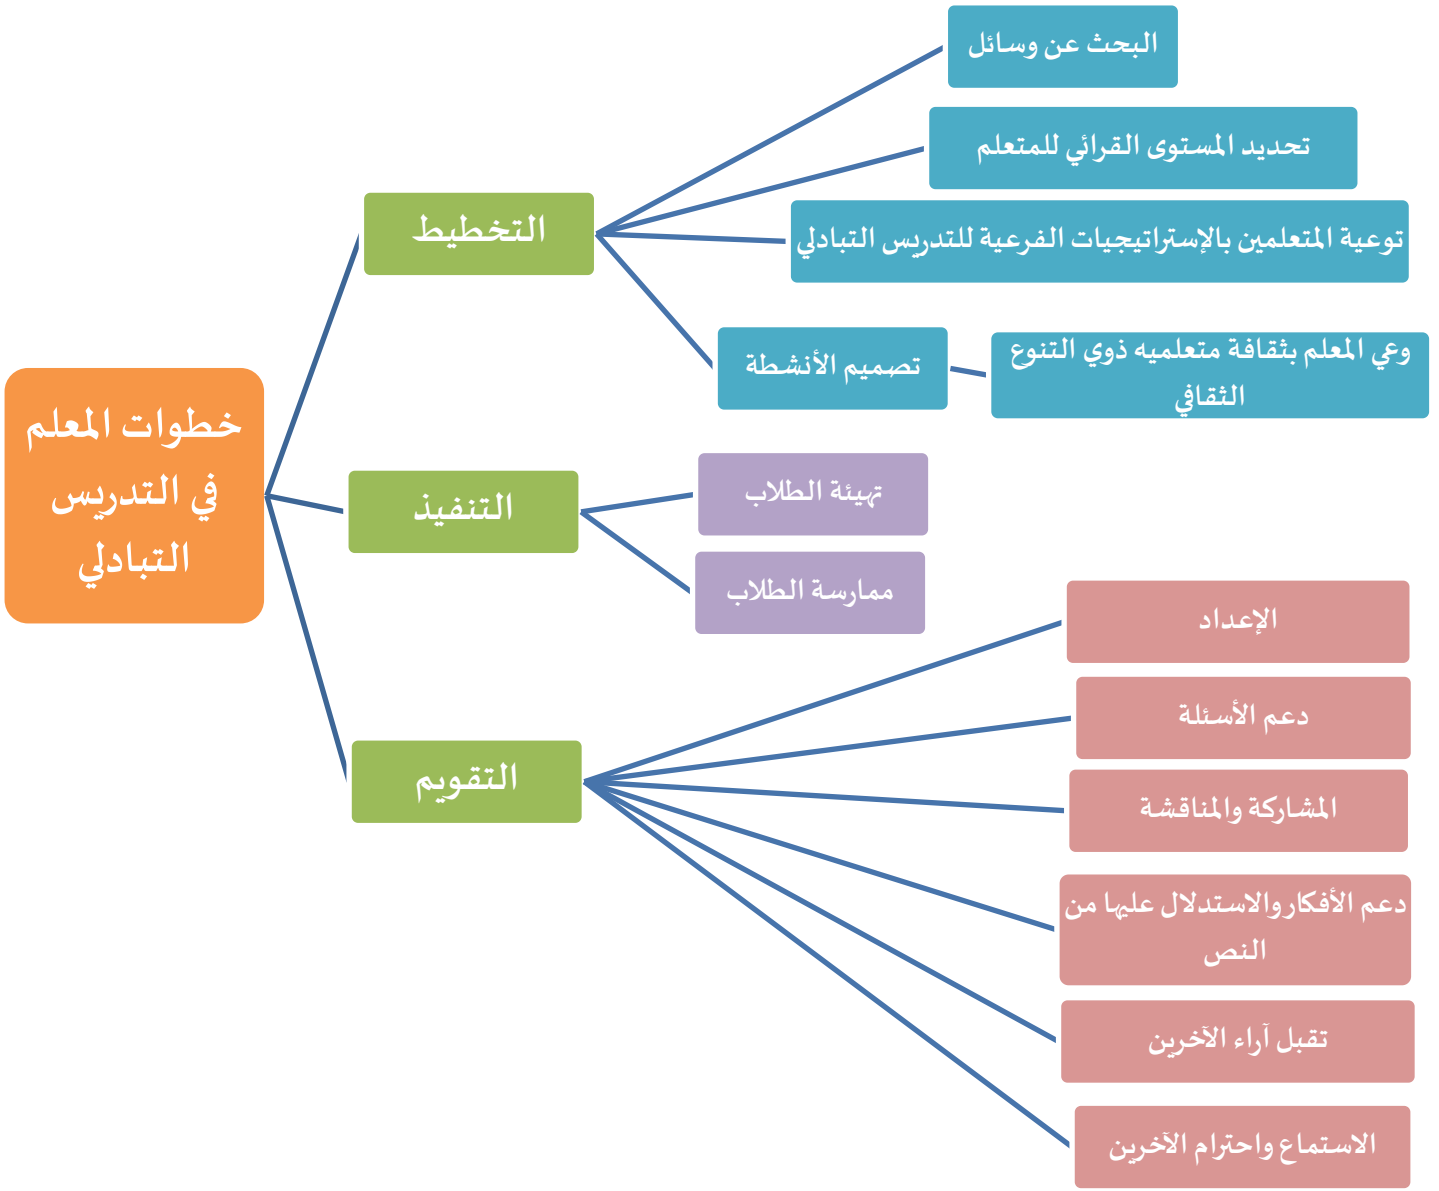 خطوات المعلم
في التدريس
التبادلي
التخطيط
البحث عن وسائل
تحديد المستوى القرائي للمتعلم
توعية المتعلمين بالإستراتيجيات الفرعية للتدريس التبادلي
تصميم الأنشطة
وعي المعلم بثقافة متعلميه ذوي التنوع
الثقافي
التنفيذ
تهيئة الطلاب
ممارسة الطلاب
التقويم
الإعداد
دعم الأسئلة
المشاركة والمناقشة
دعم الأفكار والاستدلال عليها من
النص
تقبل آراء الآخرين
الاستماع واحترام الآخرين